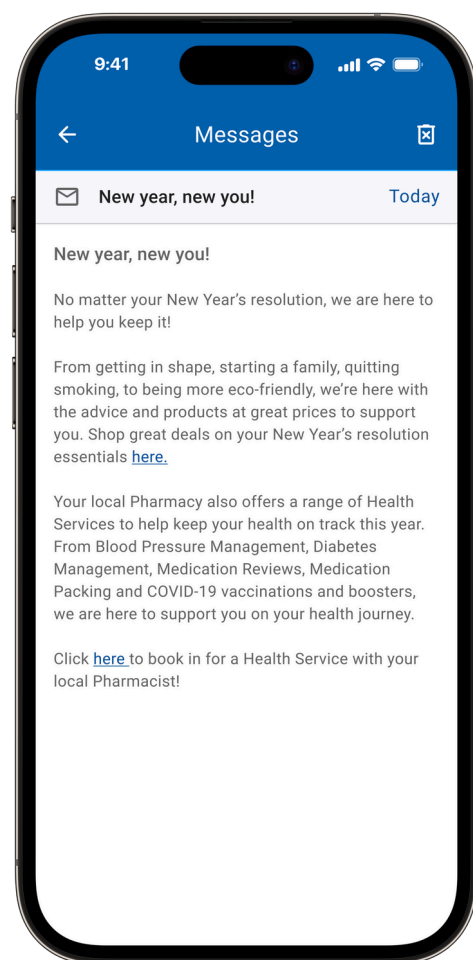 9:41
Messages
New year, new you!
Today
New year, new you!
No matter your New Year's resolution, we are here to
help you keep it!
From getting in shape, starting a family, quitting
smoking, to being more eco-friendly, we're here with
the advice and products at great prices to support
you. Shop great deals on your New Year's resolution
essentials here.
Your local Pharmacy also offers a range of Health
Services to help keep your health on track this year.
From Blood Pressure Management, Diabetes
Management, Medication Reviews, Medication
Packing and COVID-19 vaccinations and boosters,
we are here to support you on your health journey.
Click here to book in for a Health Service with your
local Pharmacist!